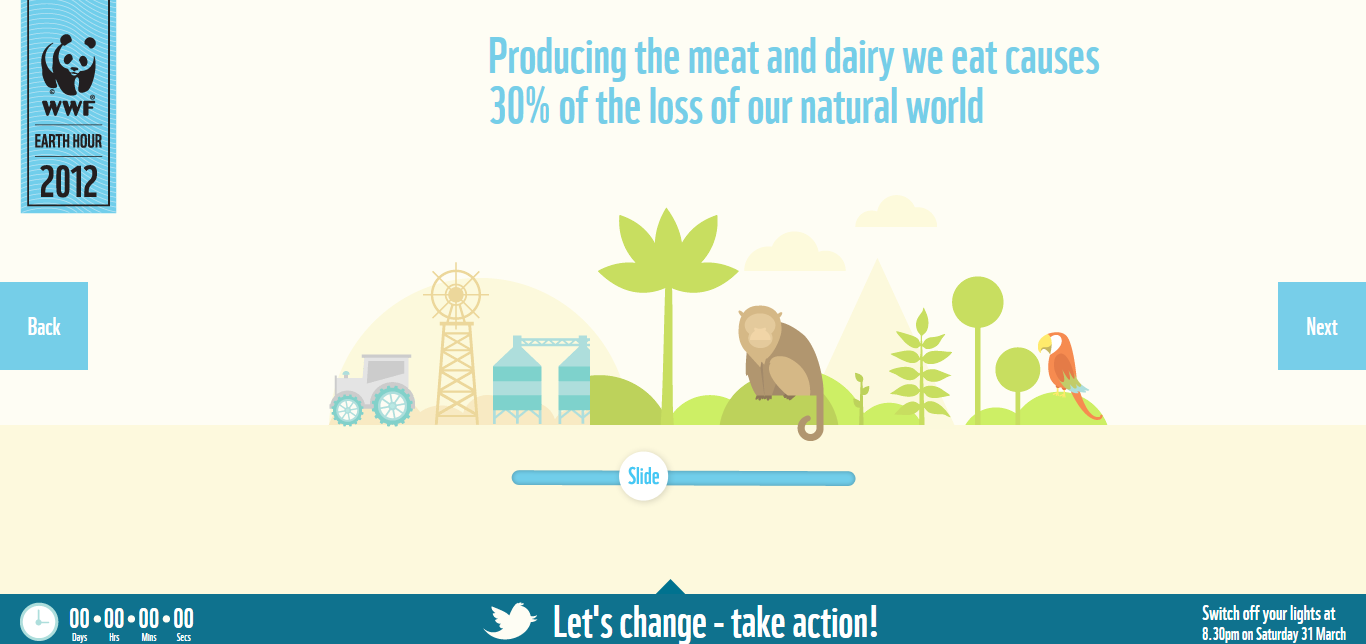 Producing the meat and dairy we eat causes
30% of the loss of our natural world
WWF
EARTH HOUR
2012
Back
Next
Slide
00 • 00 • 00 • 00
Days Hrs Mins Secs
Let's change - take action!
Switch off your lights at
8.30pm on Saturday 31 March